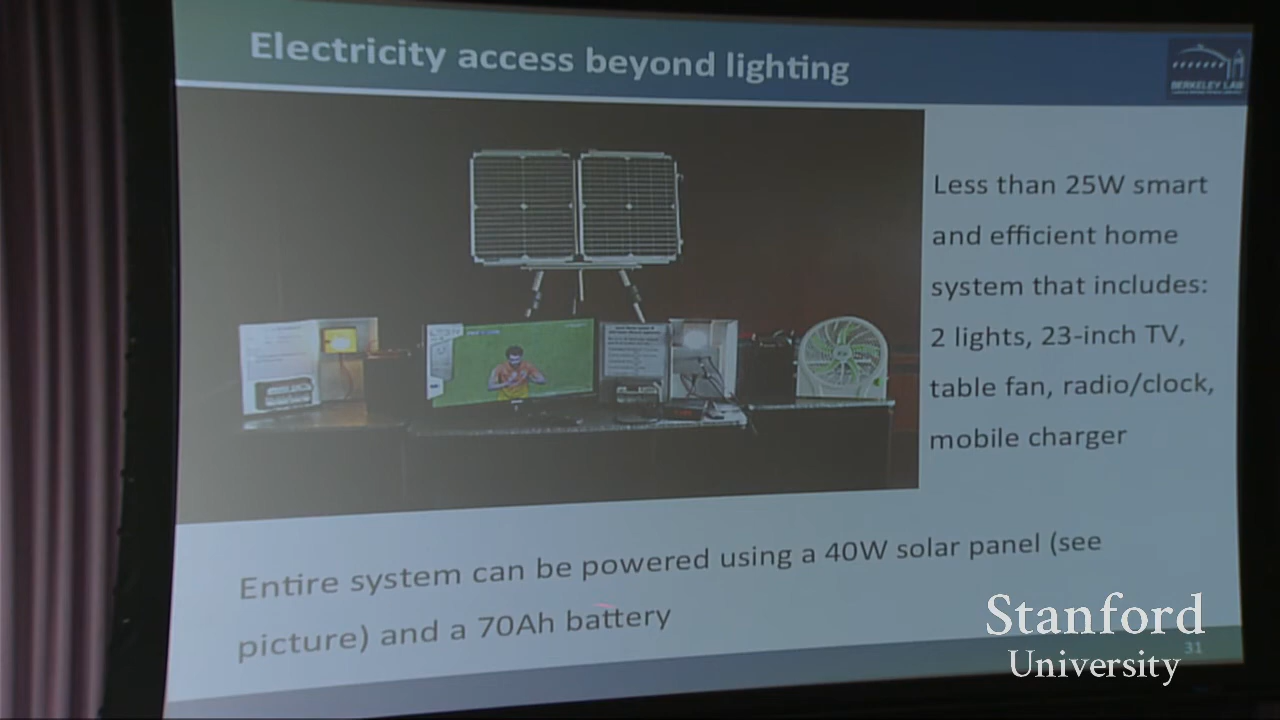 Electricity access beyond lighting
BERKELEY LAW
Less than 25W smart
and efficient home
system that includes:
2 lights, 23-inch TV,
table fan, radio/clock,
mobile charger
Entire system can be powered using a 40W solar panel (see
picture) and a 70Ah battery
Stanford
University
31